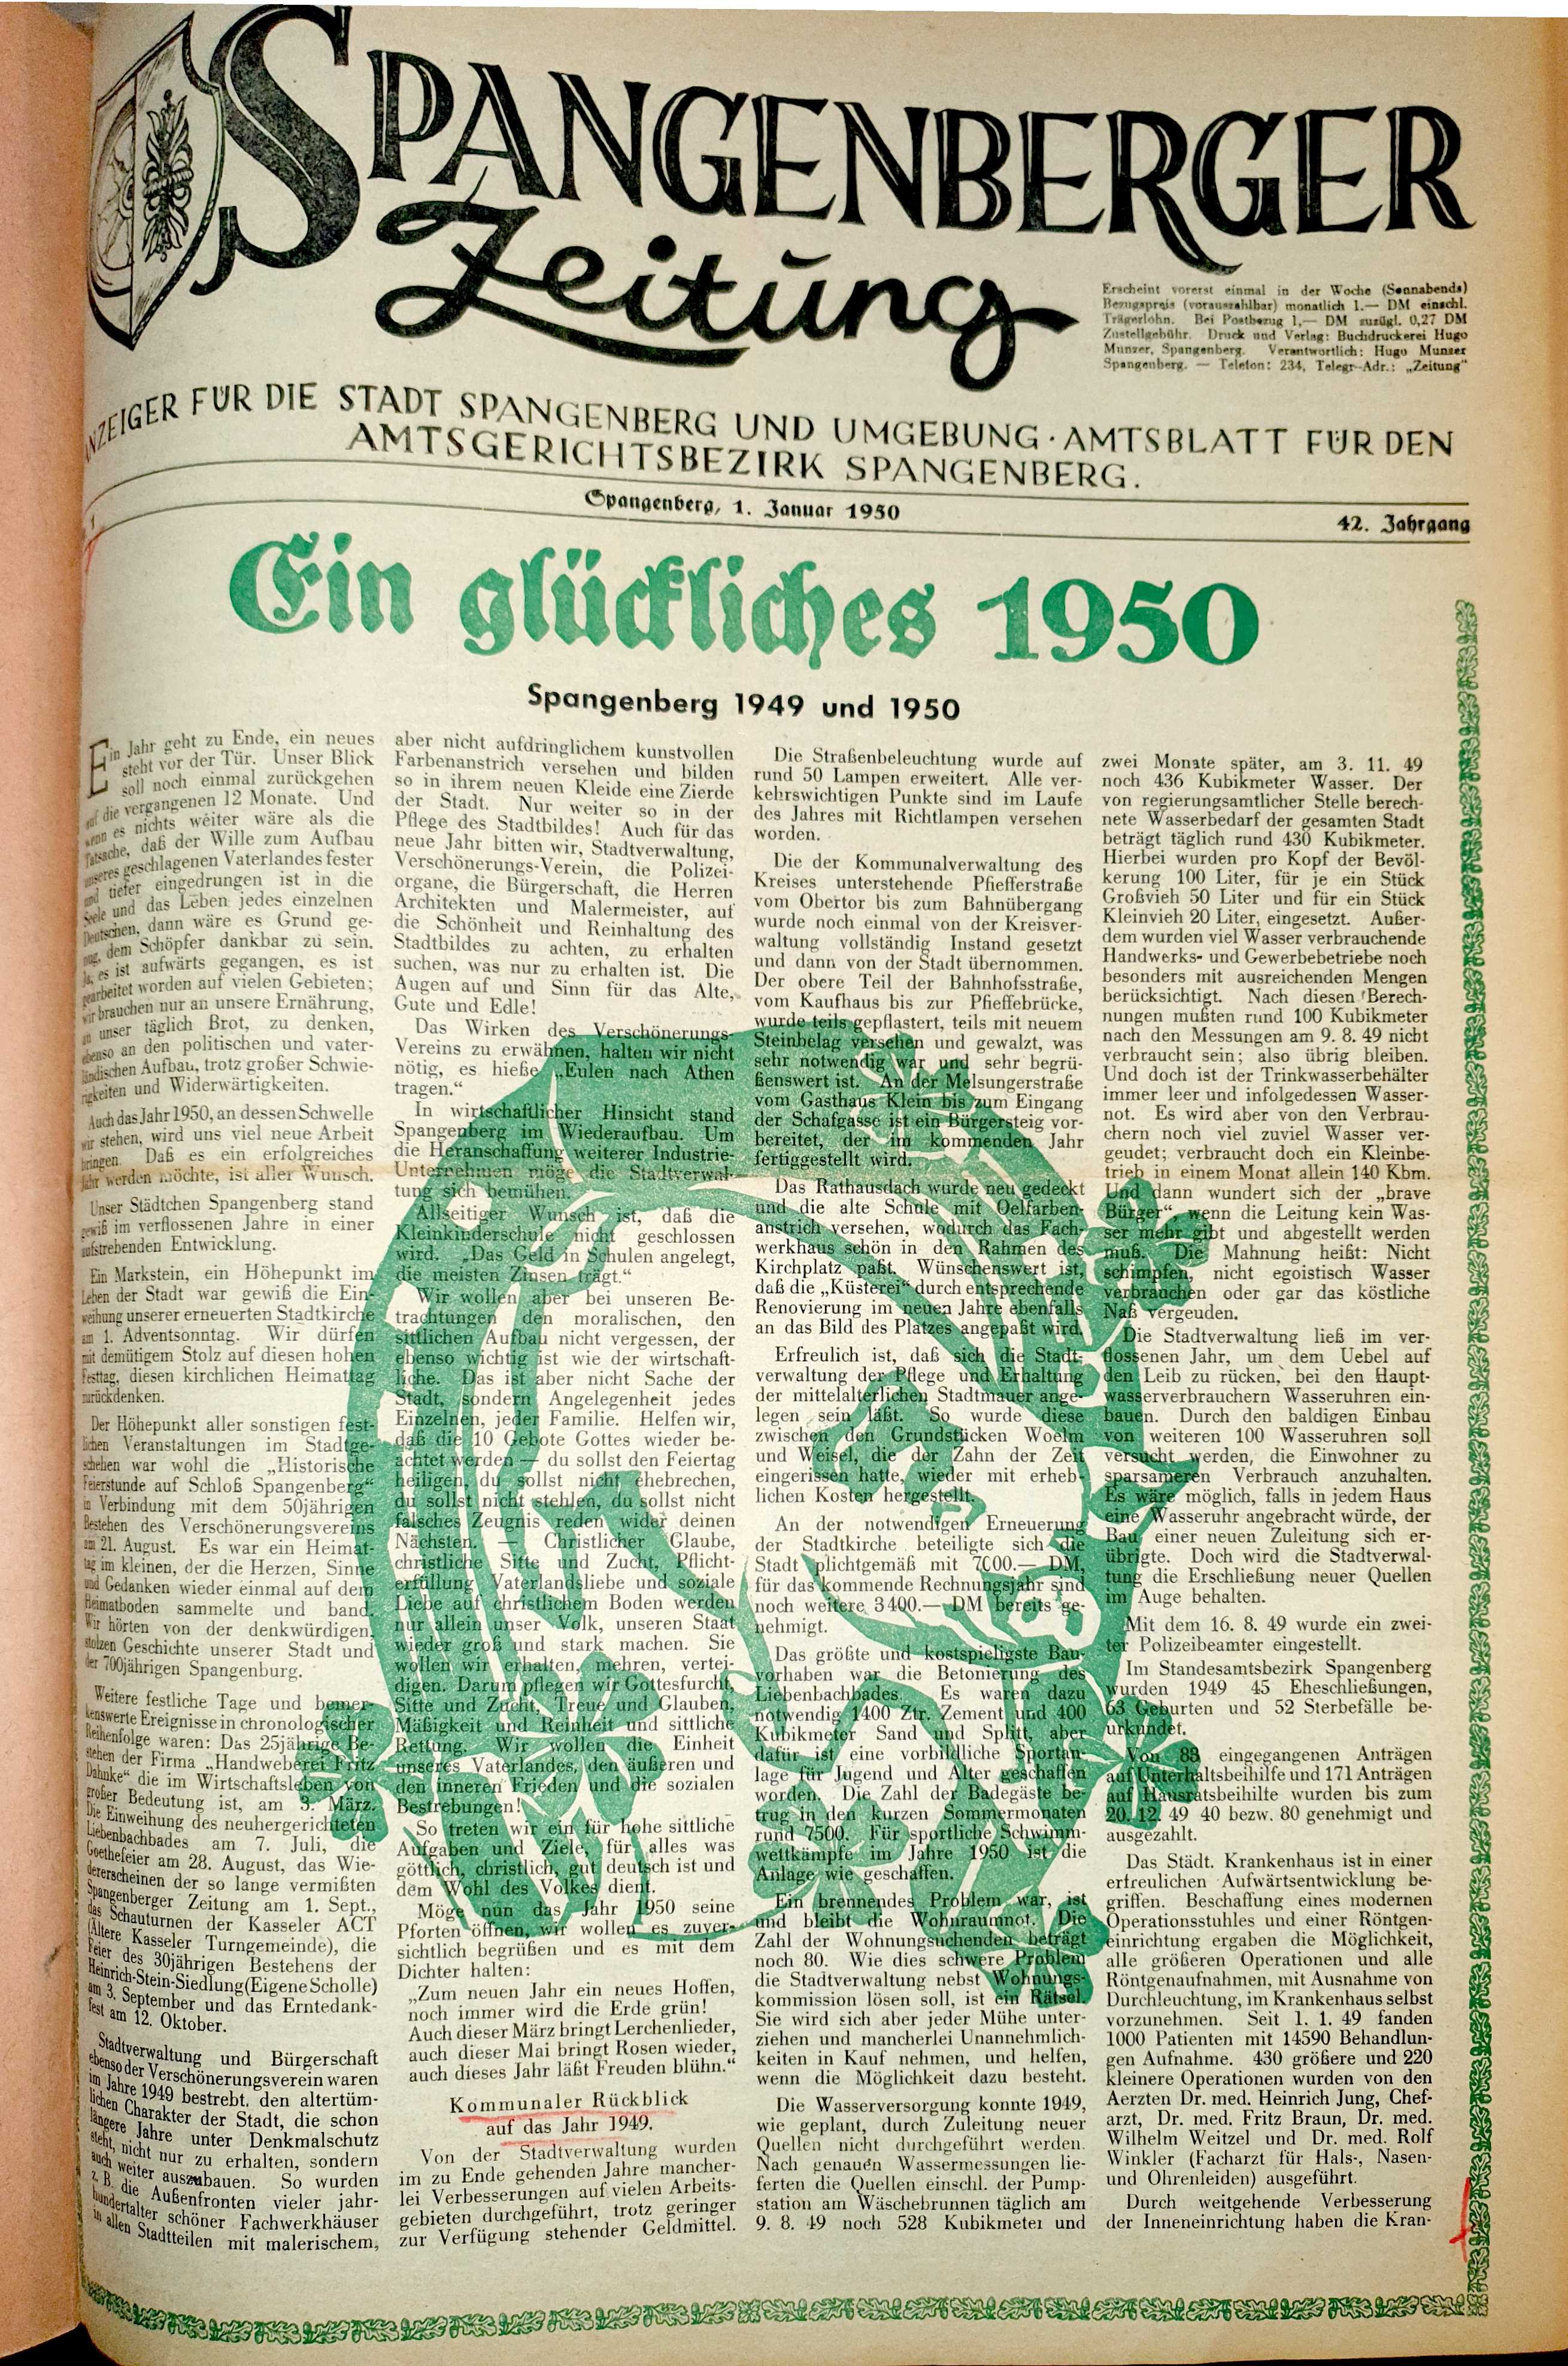 SPANGENBERGER
Zeitung
Erscheint vorerst einmal in der Woche (Sonnabends)
Bezugspreis (vorauszahlbar) monatlich 1.— DM einschl.
Trägerlohn. Bei Postbezug 1,— DM zuzügl. 0,27 DM
Zustellgebühr. Druck und Verlag: Buchdruckerei Hugo
Munzer, Spangenberg. Verantwortlich: Hugo Munzer
Spangenberg. — Telefon: 234, Telegr-Adr.: „Zeitung"
ANZEIGER FÜR DIE STADT SPANGENBERG UND UMGEBUNG · AMTSBLATT FÜR DEN
AMTSGERICHTSBEZIRK SPANGENBERG.
Spangenberg, 1. Januar 1950
42. Jahrgang
Ein glückliches 1950
Spangenberg 1949 und 1950
Ein Jahr geht zu Ende, ein neues
steht vor der Tür. Unser Blick
soll noch einmal zurückgehen
auf die vergangenen 12 Monate. Und
wenn es nichts weiter wäre als die
Tatsache, daß der Wille zum Aufbau
unseres geschlagenen Vaterlandes fester
und tiefer eingedrungen ist in die
Seele und das Leben jedes einzelnen
Deutschen, dann wäre es Grund ge-
nug, dem Schöpfer dankbar zu sein.
Ja, es ist aufwärts gegangen, es ist
gearbeitet worden auf vielen Gebieten;
wir brauchen nur an unsere Ernährung,
an unser täglich Brot, zu denken,
ebenso an den politischen und vater-
ländischen Aufbau, trotz großer Schwie-
rigkeiten und Widerwärtigkeiten.
Auch das Jahr 1950, an dessen Schwelle
wir stehen, wird uns viel neue Arbeit
bringen. Daß es ein erfolgreiches
Jahr werden möchte, ist aller Wunsch.
Unser Städtchen Spangenberg stand
gewiß im verflossenen Jahre in einer
aufstrebenden Entwicklung.
Ein Markstein, ein Höhepunkt im
Leben der Stadt war gewiß die Ein-
weihung unserer erneuerten Stadtkirche
am 1. Adventsonntag. Wir dürfen
mit demütigem Stolz auf diesen hohen
Festtag, diesen kirchlichen Heimattag
zurückdenken.
Der Höhepunkt aller sonstigen fest-
lichen Veranstaltungen im Stadtge-
schehen war wohl die „Historische
Feierstunde auf Schloß Spangenberg"
in Verbindung mit dem 50jährigen
Bestehen des Verschönerungsvereins
am 21. August. Es war ein Heimat-
tag im kleinen, der die Herzen, Sinne
und Gedanken wieder einmal auf dem
Heimatboden sammelte und band.
Wir hörten von der denkwürdigen,
stolzen Geschichte unserer Stadt und
der 700jährigen Spangenburg.
Weitere festliche Tage und bemer-
kenswerte Ereignisse in chronologischer
Reihenfolge waren: Das 25jährige Be-
stehen der Firma „Handweberei Fritz
Dahnke" die im Wirtschaftsleben von
großer Bedeutung ist, am 3. März.
Die Einweihung des neuhergerichteten
Liebenbachbades am 7. Juli, die
Goethefeier am 28. August, das Wie-
dererscheinen der so lange vermißten
Spangenberger Zeitung am 1. Sept.,
das Schauturnen der Kasseler ACT
(Ältere Kasseler Turngemeinde), die
Feier des 30jährigen Bestehens der
Heinrich-Stein-Siedlung (Eigene Scholle)
am 3. September und das Erntedank-
fest am 12. Oktober.
Stadtverwaltung und Bürgerschaft
ebenso der Verschönerungsverein waren
im Jahre 1949 bestrebt, den altertüm-
lichen Charakter der Stadt, die schon
längere Jahre unter Denkmalschutz
steht, nicht nur zu erhalten, sondern
auch weiter auszubauen. So wurden
z. B. die Außenfronten vieler jahr-
hundertalter schöner Fachwerkhäuser
in allen Stadtteilen mit malerischem,
aber nicht aufdringlichem kunstvollen
Farbenanstrich versehen und bilden
so in ihrem neuen Kleide eine Zierde
der Stadt. Nur weiter so in der
Pflege des Stadtbildes! Auch für das
neue Jahr bitten wir, Stadtverwaltung,
Verschönerungs-Verein, die Polizei-
organe, die Bürgerschaft, die Herren
Architekten und Malermeister, auf
die Schönheit und Reinhaltung des
Stadtbildes zu achten, zu erhalten
suchen, was nur zu erhalten ist. Die
Augen auf und Sinn für das Alte,
Gute und Edle!
Das Wirken des Verschönerungs-
Vereins zu erwähnen, halten wir nicht
nötig, es hieße „Eulen nach Athen
tragen."
In wirtschaftlicher Hinsicht stand
Spangenberg im Wiederaufbau. Um
die Heranschaffung weiterer Industrie-
Unternehmen möge die Stadtverwal-
tung sich bemühen.
Allseitiger Wunsch ist, daß die
Kleinkinderschule nicht geschlossen
wird. „Das Geld in Schulen angelegt,
die meisten Zinsen trägt."
Wir wollen aber bei unseren Be-
trachtungen den moralischen, den
sittlichen Aufbau nicht vergessen, der
ebenso wichtig ist wie der wirtschaft-
liche. Das ist aber nicht Sache der
Stadt, sondern Angelegenheit jedes
Einzelnen, jeder Familie. Helfen wir,
daß die 10 Gebote Gottes wieder be-
achtet werden — du sollst den Feiertag
heiligen, du sollst nicht ehebrechen,
du sollst nicht stehlen, du sollst nicht
falsches Zeugnis reden wider deinen
Nächsten. — Christlicher Glaube,
christliche Sitte und Zucht, Pflicht-
erfüllung Vaterlandsliebe und soziale
Liebe auf christlichem Boden werden
nur allein unser Volk, unseren Staat
wieder groß und stark machen. Sie
wollen wir erhalten, mehren, vertei-
digen. Darum pflegen wir Gottesfurcht,
Sitte und Zucht, Treue und Glauben,
Mäßigkeit und Reinheit und sittliche
Rettung. Wir wollen die Einheit
unseres Vaterlandes, den äußeren und
den inneren Frieden und die sozialen
Bestrebungen!
So treten wir ein für hohe sittliche
Aufgaben und Ziele, für alles was
göttlich, christlich, gut deutsch ist und
dem Wohl des Volkes dient.
Möge nun das Jahr 1950 seine
Pforten öffnen, wir wollen es zuver-
sichtlich begrüßen und es mit dem
Dichter halten:
„Zum neuen Jahr ein neues Hoffen,
noch immer wird die Erde grün!
Auch dieser März bringt Lerchenlieder,
auch dieser Mai bringt Rosen wieder,
auch dieses Jahr läßt Freuden blühn."
Kommunaler Rückblick
auf das Jahr 1949.
Von der Stadtverwaltung wurden
im zu Ende gehenden Jahre mancher-
lei Verbesserungen auf vielen Arbeits-
gebieten durchgeführt, trotz geringer
zur Verfügung stehender Geldmittel.
Die Straßenbeleuchtung wurde auf
rund 50 Lampen erweitert. Alle ver-
kehrswichtigen Punkte sind im Laufe
des Jahres mit Richtlampen versehen
worden.
Die der Kommunalverwaltung des
Kreises unterstehende Pfiefferstraße
vom Obertor bis zum Bahnübergang
wurde noch einmal von der Kreisver-
waltung vollständig Instand gesetzt
und dann von der Stadt übernommen.
Der obere Teil der Bahnhofsstraße,
vom Kaufhaus bis zur Pfieffebrücke,
wurde teils gepflastert, teils mit neuem
Steinbelag versehen und gewalzt, was
sehr notwendig war und sehr begrü-
ßenswert ist. An der Melsungerstraße
vom Gasthaus Klein bis zum Eingang
der Schafgasse ist ein Bürgersteig vor-
bereitet, der im kommenden Jahr
fertiggestellt wird.
Das Rathausdach wurde neu gedeckt
und die alte Schule mit Oelfarben-
anstrich versehen, wodurch das Fach-
werkhaus schön in den Rahmen des
Kirchplatz paßt. Wünschenswert ist,
daß die „Küsterei" durch entsprechende
Renovierung im neuen Jahre ebenfalls
an das Bild des Platzes angepaßt wird.
Erfreulich ist, daß sich die Stadt-
verwaltung der Pflege und Erhaltung
der mittelalterlichen Stadtmauer ange-
legen sein läßt. So wurde diese
zwischen den Grundstücken Woelm
und Weisel, die der Zahn der Zeit
eingerissen hatte, wieder mit erheb-
lichen Kosten hergestellt.
An der notwendigen Erneuerung
der Stadtkirche beteiligte sich die
Stadt plichtgemäß mit 7000.— DM,
für das kommende Rechnungsjahr sind
noch weitere 3400.— DM bereits ge-
nehmigt.
Das größte und kostspieligste Bau-
vorhaben war die Betonierung des
Liebenbachbades. Es waren dazu
notwendig 1400 Ztr. Zement und 400
Kubikmeter Sand und Splitt, aber
dafür ist eine vorbildliche Sportan-
lage für Jugend und Alter geschaffen
worden. Die Zahl der Badegäste be-
trug in den kurzen Sommermonaten
rund 7500. Für sportliche Schwimm-
wettkämpfe im Jahre 1950 ist die
Anlage wie geschaffen.
Ein brennendes Problem war, ist
und bleibt die Wohnraumnot. Die
Zahl der Wohnungsuchenden beträgt
noch 80. Wie dies schwere Problem
die Stadtverwaltung nebst Wohnungs-
kommission lösen soll, ist ein Rätsel.
Sie wird sich aber jeder Mühe unter-
ziehen und mancherlei Unannehmlich-
keiten in Kauf nehmen, und helfen,
wenn die Möglichkeit dazu besteht.
Die Wasserversorgung konnte 1949,
wie geplant, durch Zuleitung neuer
Quellen nicht durchgeführt werden.
Nach genauen Wassermessungen lie-
ferten die Quellen einschl. der Pump-
station am Wäschebrunnen täglich am
9. 8. 49 noch 528 Kubikmeter und
zwei Monate später, am 3. 11. 49
noch 436 Kubikmeter Wasser. Der
von regierungsamtlicher Stelle berech-
nete Wasserbedarf der gesamten Stadt
beträgt täglich rund 430 Kubikmeter.
Hierbei wurden pro Kopf der Bevöl-
kerung 100 Liter, für je ein Stück
Großvieh 50 Liter und für ein Stück
Kleinvieh 20 Liter, eingesetzt. Außer-
dem wurden viel Wasser verbrauchende
Handwerks- und Gewerbebetriebe noch
besonders mit ausreichenden Mengen
berücksichtigt. Nach diesen Berech-
nungen mußten rund 100 Kubikmeter
nach den Messungen am 9. 8. 49 nicht
verbraucht sein; also übrig bleiben.
Und doch ist der Trinkwasserbehälter
immer leer und infolgedessen Wasser-
not. Es wird aber von den Verbrau-
chern noch viel zuviel Wasser ver-
geudet; verbraucht doch ein Kleinbe-
trieb in einem Monat allein 140 Kbm.
Und dann wundert sich der „brave
Bürger" wenn die Leitung kein Was-
ser mehr gibt und abgestellt werden
muß. Die Mahnung heißt: Nicht
schimpfen, nicht egoistisch Wasser
verbrauchen oder gar das köstliche
Naß vergeuden.
Die Stadtverwaltung ließ im ver-
flossenen Jahr, um dem Uebel auf
den Leib zu rücken, bei den Haupt-
wasserverbrauchern Wasseruhren ein-
bauen. Durch den baldigen Einbau
von weiteren 100 Wasseruhren soll
versucht werden, die Einwohner zu
sparsameren Verbrauch anzuhalten.
Es wäre möglich, falls in jedem Haus
eine Wasseruhr angebracht würde, der
Bau einer neuen Zuleitung sich er-
übrigte. Doch wird die Stadtverwal-
tung die Erschließung neuer Quellen
im Auge behalten.
Mit dem 16. 8. 49 wurde ein zwei-
ter Polizeibeamter eingestellt.
Im Standesamtsbezirk Spangenberg
wurden 1949 45 Eheschließungen,
63 Geburten und 52 Sterbefälle be-
urkundet.
Von 83 eingegangenen Anträgen
auf Unterhaltsbeihilfe und 171 Anträgen
auf Hausratsbeihilfe wurden bis zum
20. 12. 49 40 bezw. 80 genehmigt und
ausgezahlt.
Das Städt. Krankenhaus ist in einer
erfreulichen Aufwärtsentwicklung be-
griffen. Beschaffung eines modernen
Operationsstuhles und einer Röntgen-
einrichtung ergaben die Möglichkeit,
alle größeren Operationen und alle
Röntgenaufnahmen, mit Ausnahme von
Durchleuchtung, im Krankenhaus selbst
vorzunehmen. Seit 1. 1. 49 fanden
1000 Patienten mit 14590 Behandlun-
gen Aufnahme. 430 größere und 220
kleinere Operationen wurden von den
Aerzten Dr. med. Heinrich Jung, Chef-
arzt, Dr. med. Fritz Braun, Dr. med.
Wilhelm Weitzel und Dr. med. Rolf
Winkler (Facharzt für Hals-, Nasen-
und Ohrenleiden) ausgeführt.
Durch weitgehende Verbesserung
der Inneneinrichtung haben die Kran-